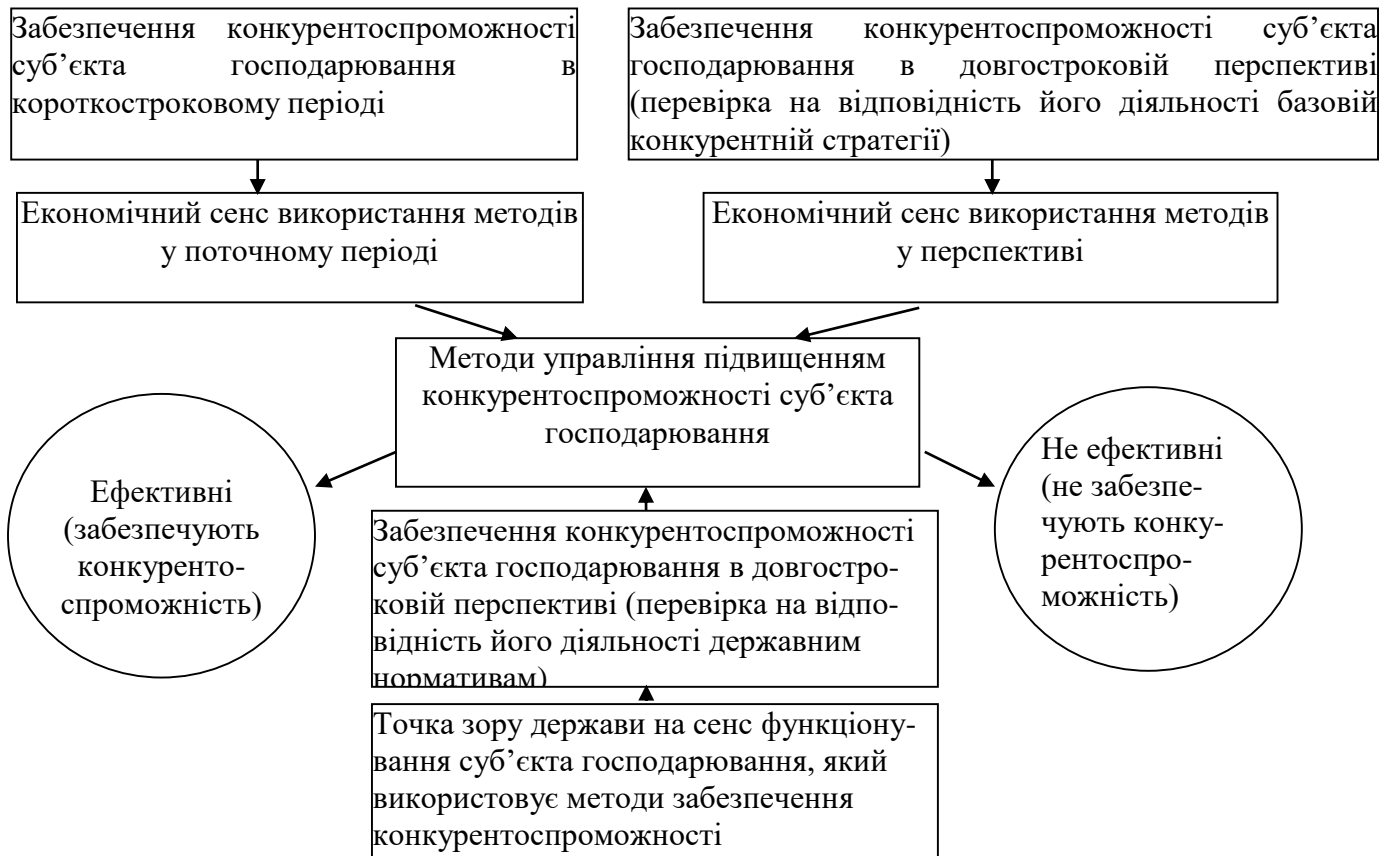 Забезпечення конкурентоспроможності
суб’єкта господарювання в
короткостроковому періоді
Забезпечення конкурентоспроможності суб’єкта
господарювання в довгостроковій перспективі
(перевірка на відповідність його діяльності базовій
конкурентній стратегії)
Економічний сенс використання методів
у поточному періоді
Економічний сенс використання методів
у перспективі
Методи управління підвищенням
конкурентоспроможності суб’єкта
господарювання
Ефективні
(забезпечують
конкуренто-
спроможність)
Не ефективні
(не забезпе-
чують конку-
рентоспро-
можність)
Забезпечення конкурентоспроможності
суб’єкта господарювання в довгостро-
ковій перспективі (перевірка на відпо-
відність його діяльності державним
нормативам)
Точка зору держави на сенс функціону-
вання суб’єкта господарювання, який
використовує методи забезпечення
конкурентоспроможності